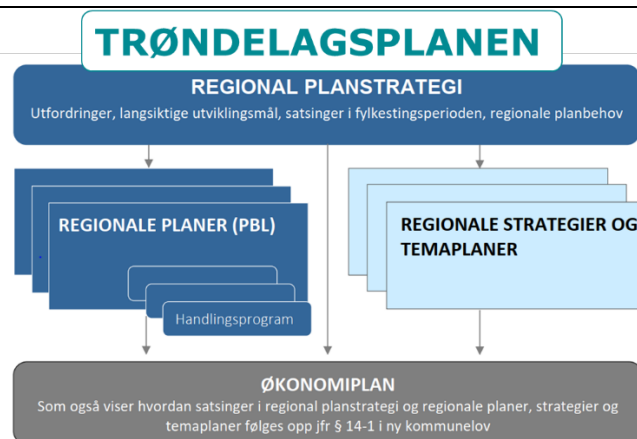 TRØNDELAGSPLANEN
REGIONAL PLANSTRATEGI
Utfordringer, langsiktige utviklingsmål, satsinger i fylkestingsperioden, regionale planbehov
REGIONALE PLANER (PBL)
Handlingsprogram
REGIONALE STRATEGIER OG
TEMAPLANER
ØKONOMIPLAN
Som også viser hvordan satsinger i regional planstrategi og regionale planer, strategier og
temaplaner følges opp jfr § 14-1 i ny kommunelov